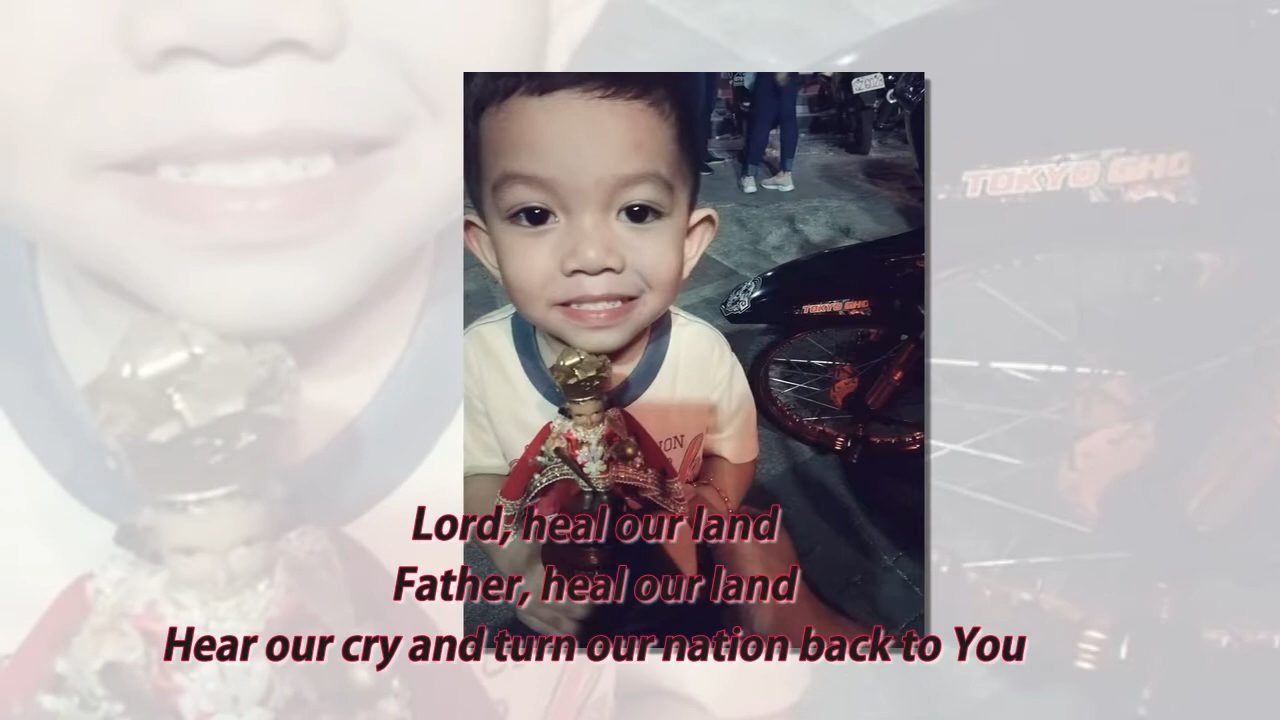 TOKYO GHO
TOKYO GHO
ION
Lord, heal our land
Father, heal our land
Hear our cry and turn our nation back to You